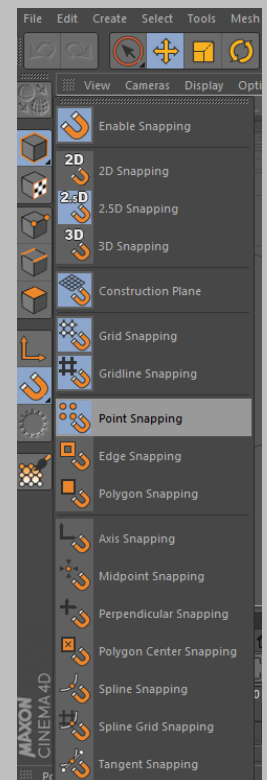 File Edit Create Select Tools Mesh
View Cameras Display Opti
Enable Snapping
2D
2D Snapping
2.5D
2.5D Snapping
3D
3D Snapping
Construction Plane
Grid Snapping
Gridline Snapping
Point Snapping
Edge Snapping
Polygon Snapping
Axis Snapping
Midpoint Snapping
Perpendicular Snapping
Polygon Center Snapping
Spline Snapping
Spline Grid Snapping
Tangent Snapping
MAXON
CINEMA 4D